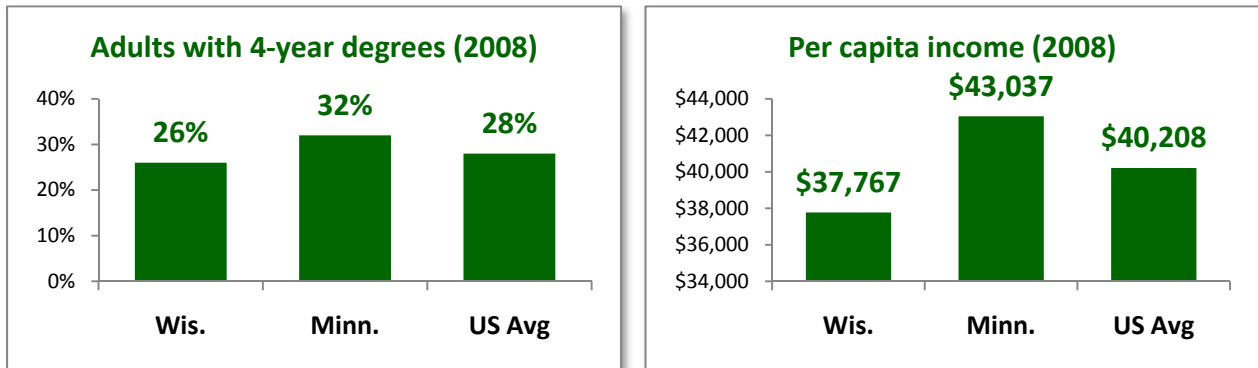 Adults with 4-year degrees (2008)
40%
30%
20%
10%
0%
26%
32%
28%
Wis.
Minn.
US Avg
Per capita income (2008)
$44,000
$42,000
$40,000
$38,000
$36,000
$34,000
$37,767
$43,037
$40,208
Wis.
Minn.
US Avg